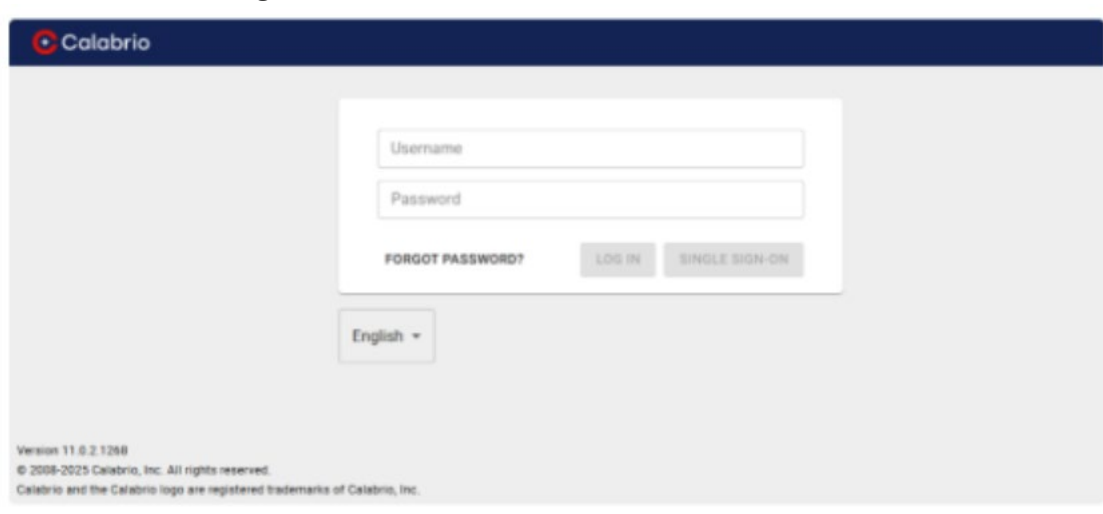 Calabrio
Username
Password
FORGOT PASSWORD? LOG IN SINGLE SIGN-ON
English
Version 11.0.2.1268
© 2008-2025 Calabrio, Inc. All rights reserved.
Calabrio and the Calabrio logo are registered trademarks of Calabrio, Inc.